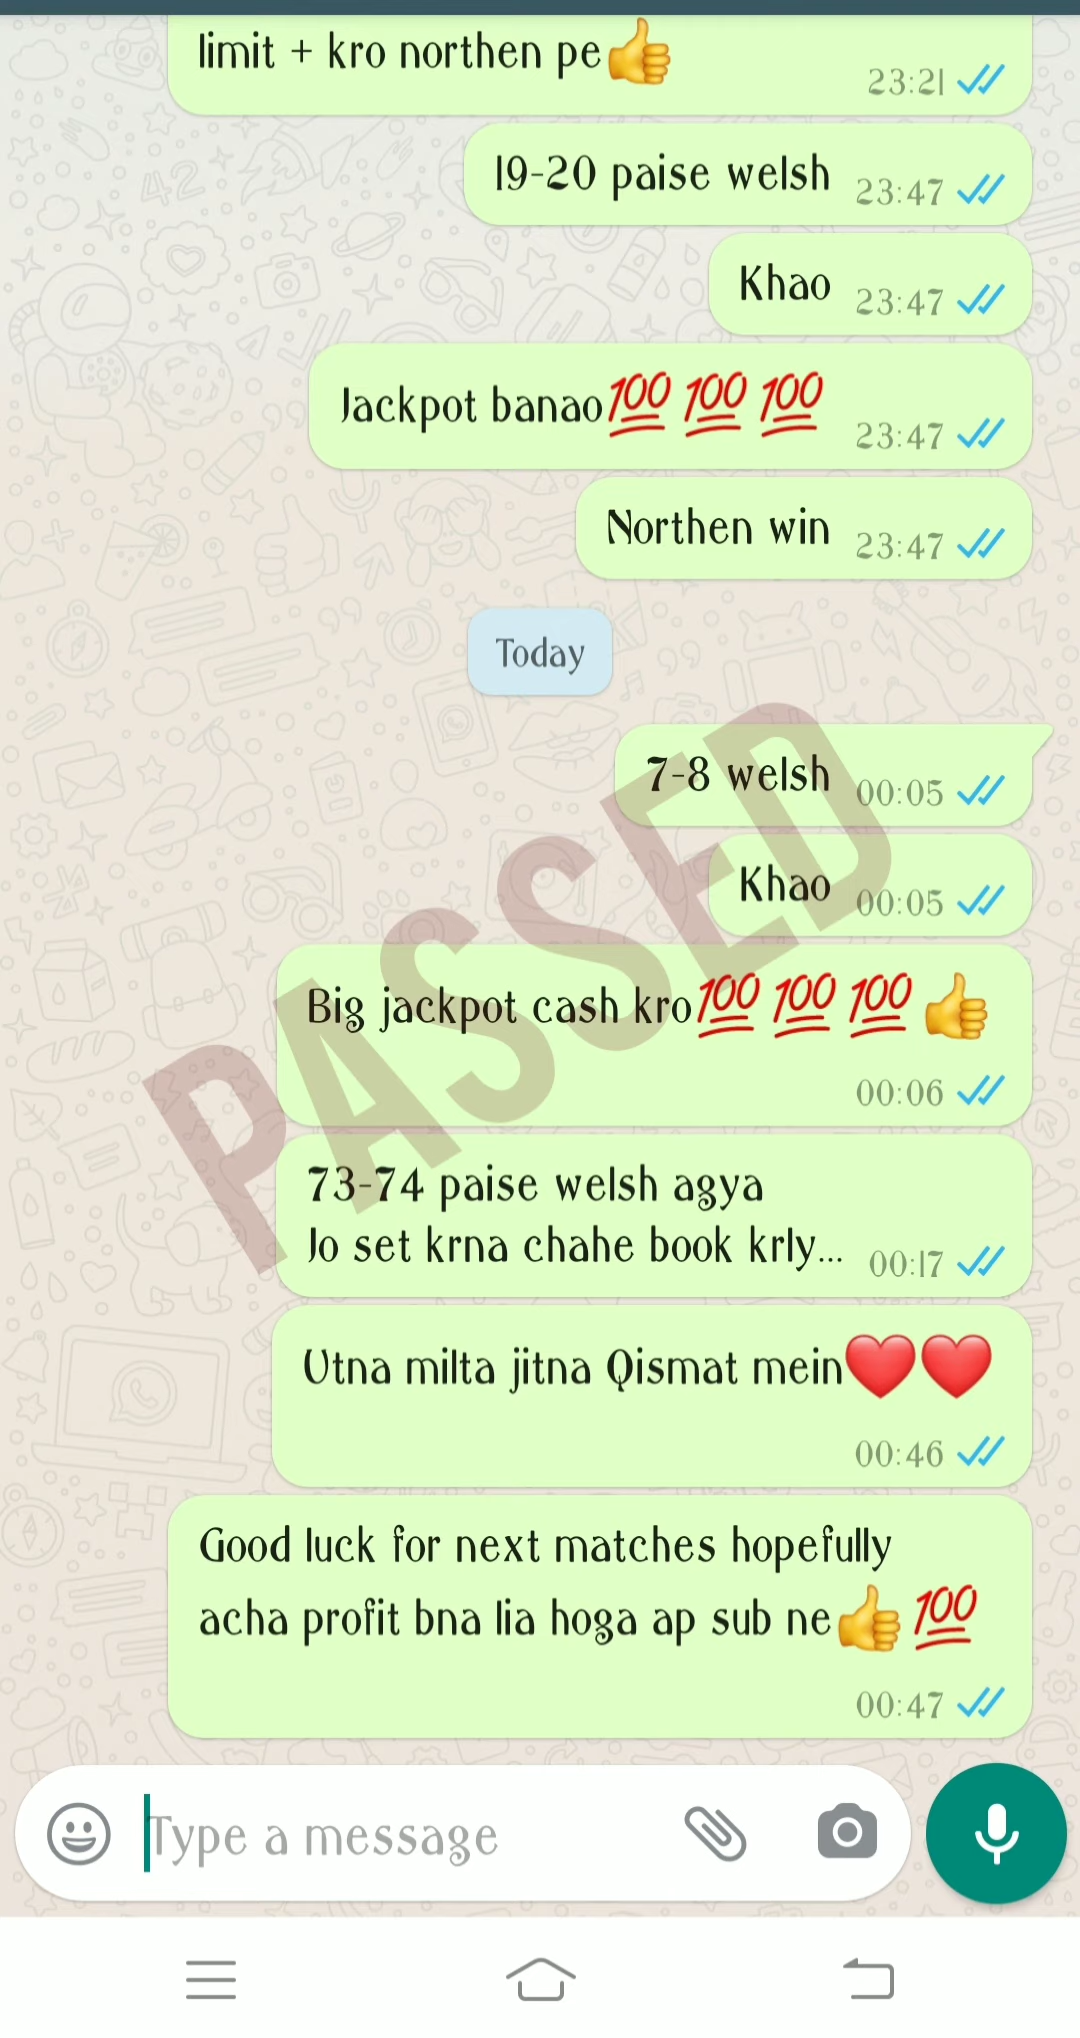 limit + kro northen pe👍
23:21
19-20 paise welsh 23:47
Khao 23:47
Jackpot banao💯💯💯 23:47
Northen win 23:47
Today
7-8 welsh 00:05
Khao 00:05
Big jackpot cash kro💯💯💯👍
00:06
73-74 paise welsh agya
Jo set krna chahe book krly... 00:17
Utna milta jitna Qismat mein❤️❤️
00:46
Good luck for next matches hopefully
acha profit bna lia hoga ap sub ne👍💯
00:47
PASSED
Type a message